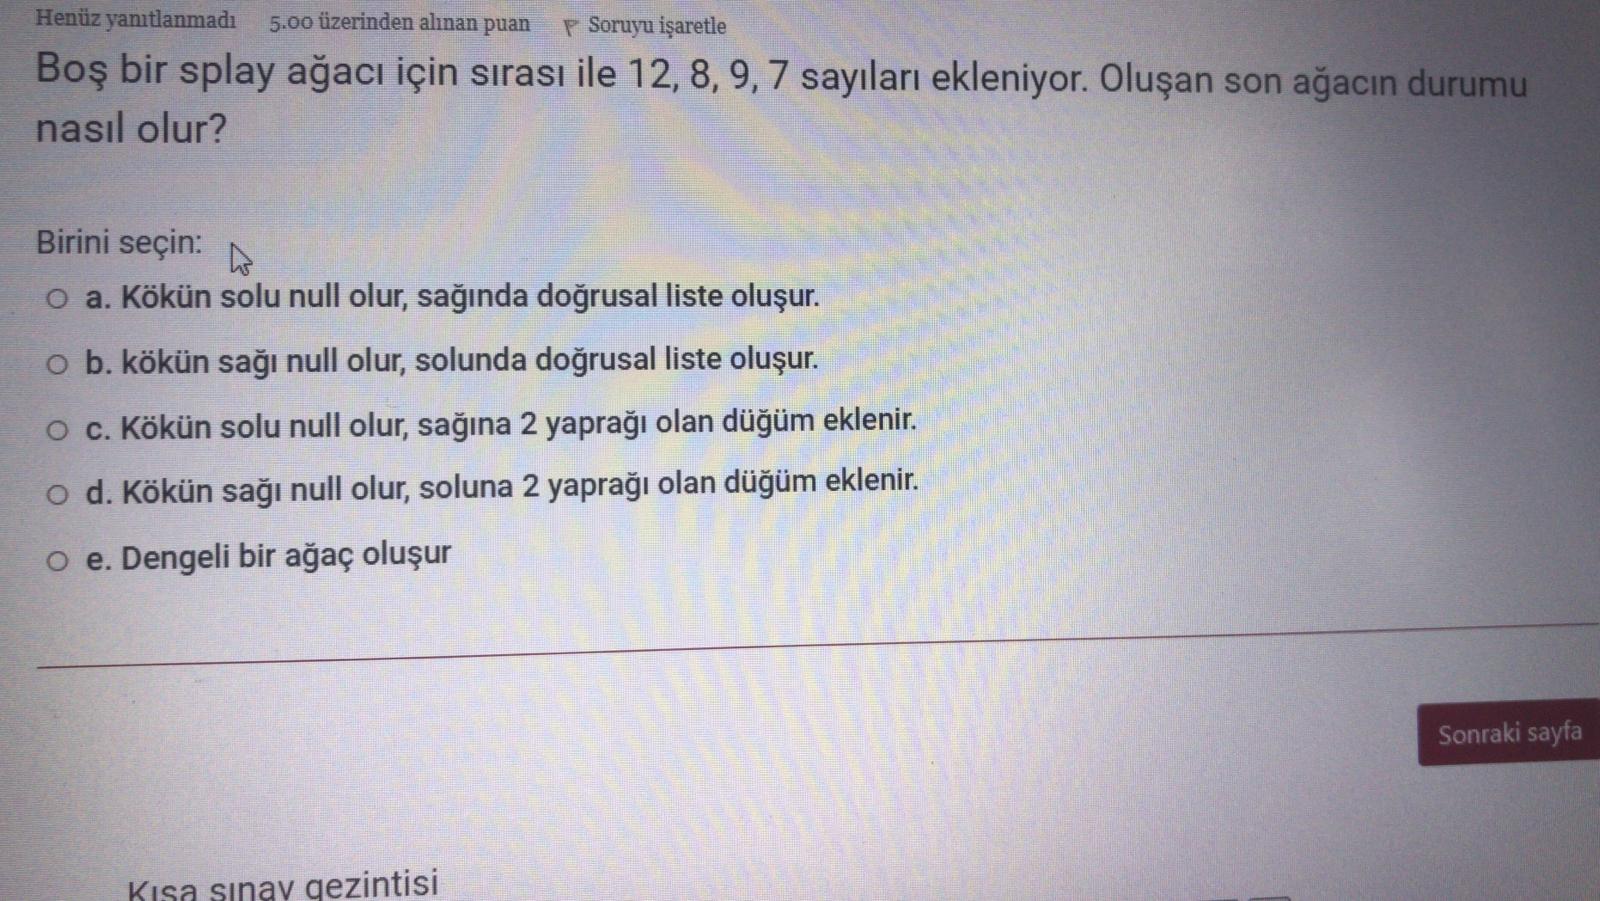 Henüz yanıtlanmadı 5.00 üzerinden alınan puan Soruyu işaretle
Boş bir splay ağacı için sırası ile 12, 8, 9, 7 sayıları ekleniyor. Oluşan son ağacın durumu
nasıl olur?
Birini seçin:
a. Kökün solu null olur, sağında doğrusal liste oluşur.
b. kökün sağı null olur, solunda doğrusal liste oluşur.
c. Kökün solu null olur, sağına 2 yaprağı olan düğüm eklenir.
d. Kökün sağı null olur, soluna 2 yaprağı olan düğüm eklenir.
e. Dengeli bir ağaç oluşur
Sonraki sayfa
Kısa sınav gezintisi